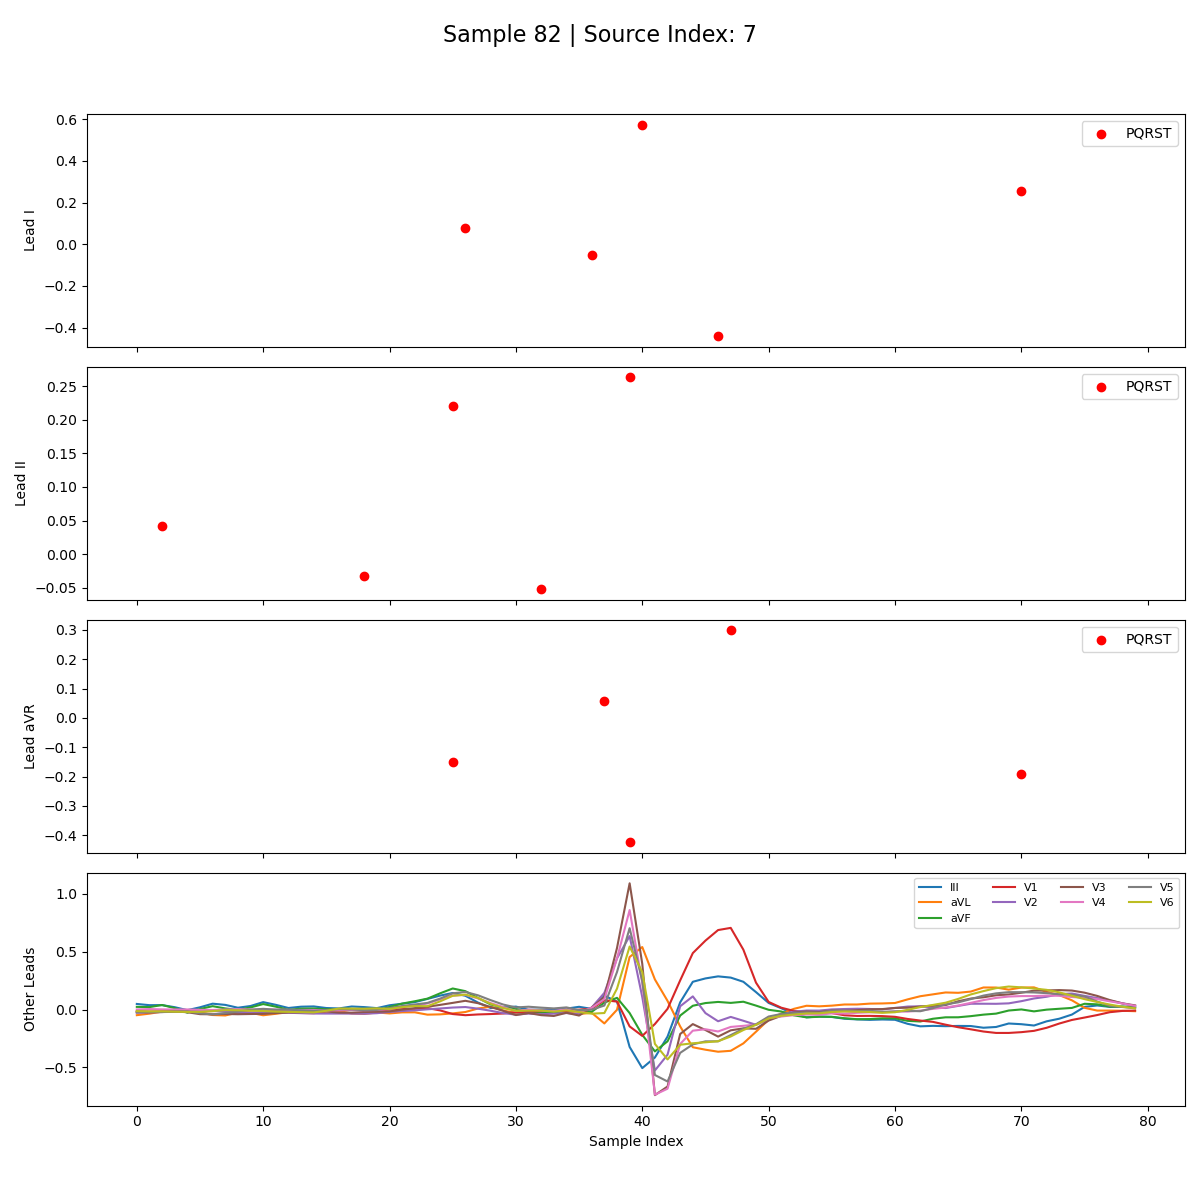 Sample 82 | Source Index: 7
0.6
0.4
0.2
0.0
−0.2
−0.4
Lead I
PQRST
0.25
0.20
0.15
0.10
0.05
0.00
−0.05
Lead II
PQRST
0.3
0.2
0.1
0.0
−0.1
−0.2
−0.3
−0.4
Lead aVR
PQRST
1.0
0.5
0.0
−0.5
Other Leads
III V1 V3 V5
aVL V2 V4 V6
aVF
0 10 20 30 40 50 60 70 80
Sample Index